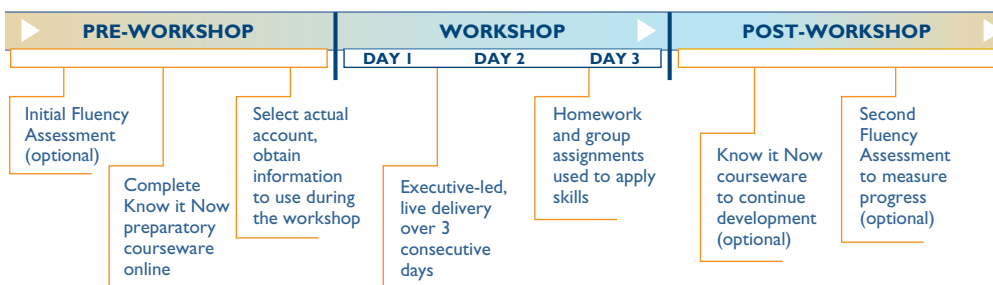 PRE-WORKSHOP
WORKSHOP
POST-WORKSHOP
DAY 1
DAY 2
DAY 3
Initial Fluency
Assessment
(optional)
Complete
Know it Now
preparatory
courseware
online
Select actual
account,
obtain
information
to use during
the workshop
Executive-led,
live delivery
over 3
consecutive
days
Homework
and group
assignments
used to apply
skills
Know it Now
courseware
to continue
development
(optional)
Second
Fluency
Assessment
to measure
progress
(optional)